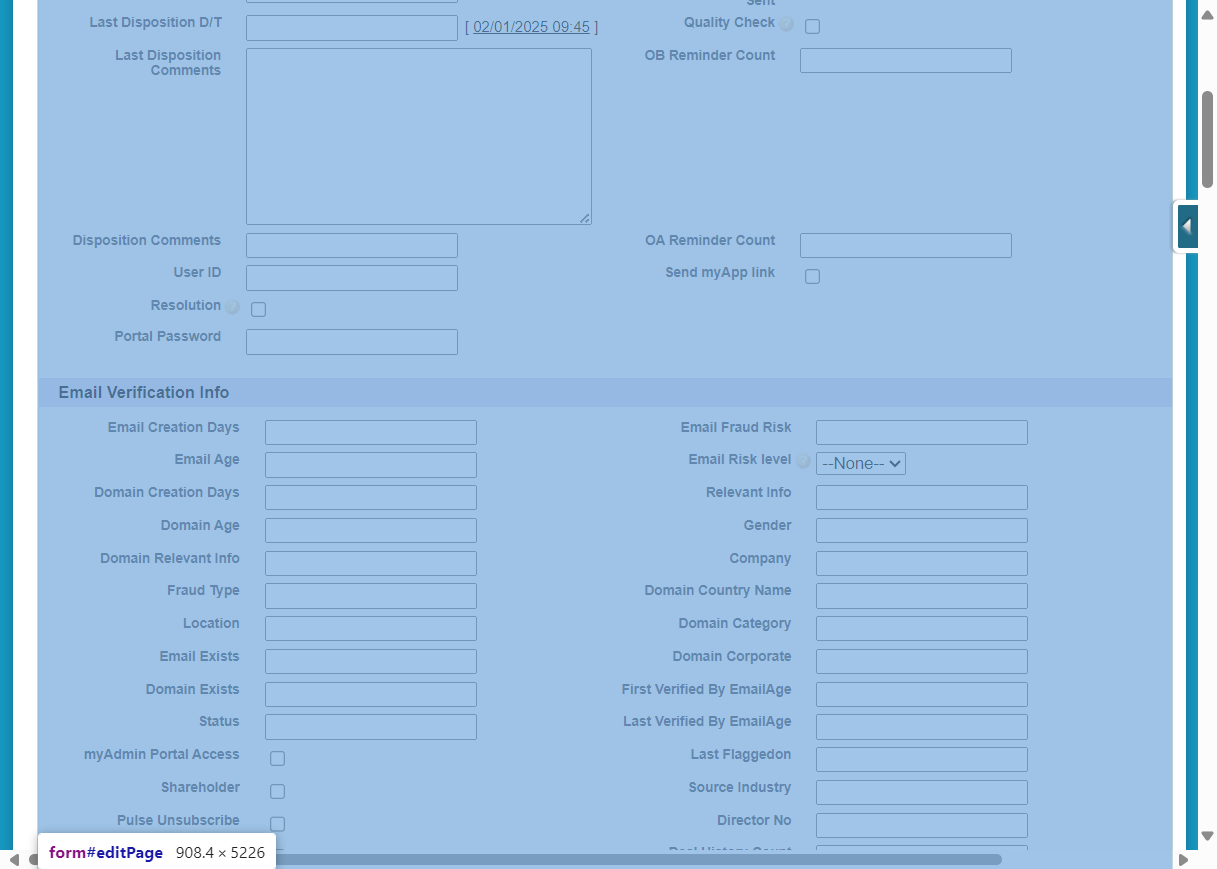 Sent
Last Disposition D/T [ 02/01/2025 09:45 ] Quality Check ?
Last Disposition Comments OB Reminder Count
Disposition Comments OA Reminder Count
User ID Send myApp link
Resolution ?
Portal Password
Email Verification Info
Email Creation Days Email Fraud Risk
Email Age Email Risk level ? --None--
Domain Creation Days Relevant Info
Domain Age Gender
Domain Relevant Info Company
Fraud Type Domain Country Name
Location Domain Category
Email Exists Domain Corporate
Domain Exists First Verified By EmailAge
Status Last Verified By EmailAge
myAdmin Portal Access Last Flaggedon
Shareholder Source Industry
Pulse Unsubscribe Director No
Deal History Count
form#editPage 908.4 × 5226